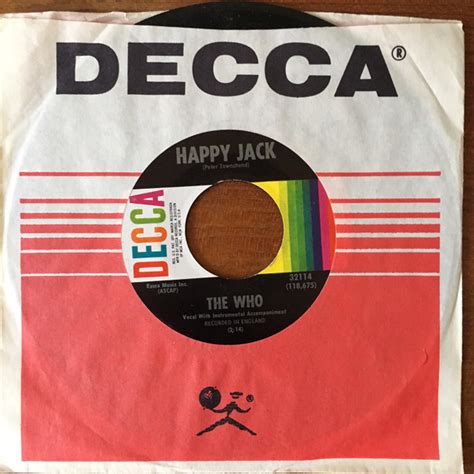 DECCA®
HAPPY JACK
(Peter Townshend)
DECCA
32114
(118,675)
Essex Music Inc.
(ASCAP)
THE WHO
Vocal With Instrumental Accompaniment
RECORDED IN ENGLAND
(2:14)